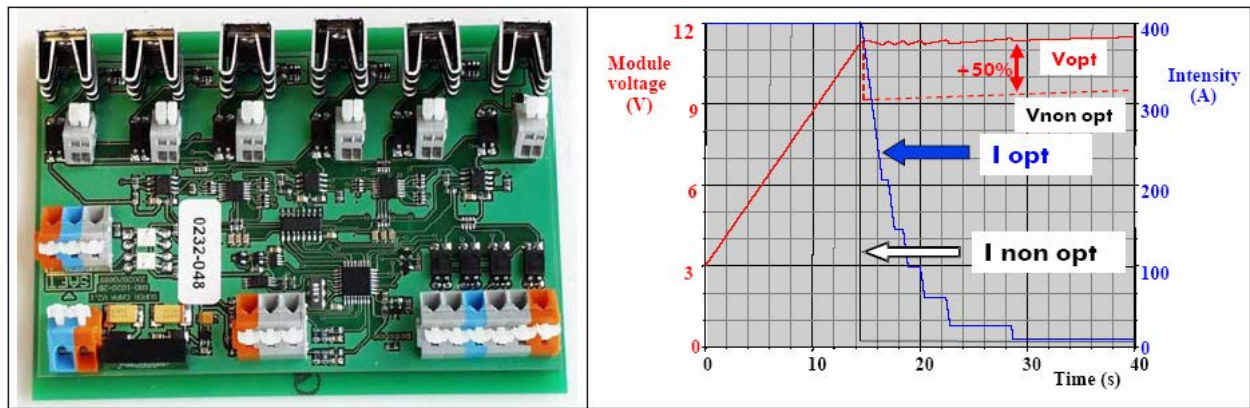 0232-048
SAFT
12
Module
voltage
(V)
9
6
3
0
400
Intensity
(A)
300
200
100
0
+50%
Vopt
Vnon opt
I opt
I non opt
0
10
20
30
40
Time (s)